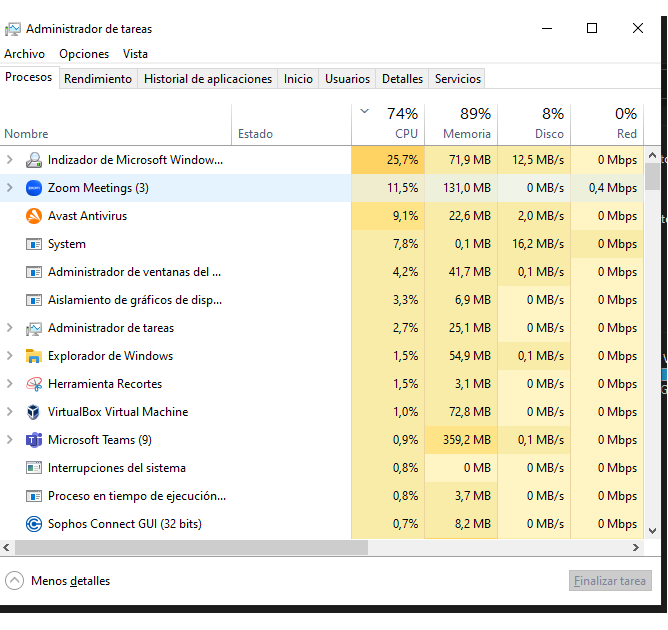 Administrador de tareas
Archivo Opciones Vista
Procesos Rendimiento Historial de aplicaciones Inicio Usuarios Detalles Servicios
74% 89% 8% 0%
Nombre Estado CPU Memoria Disco Red
Indizador de Microsoft Window... 25,7% 71,9 MB 12,5 MB/s 0 Mbps
Zoom Meetings (3) 11,5% 131,0 MB 0 MB/s 0,4 Mbps
Avast Antivirus 9,1% 22,6 MB 2,0 MB/s 0 Mbps
System 7,8% 0,1 MB 16,2 MB/s 0 Mbps
Administrador de ventanas del ... 4,2% 41,7 MB 0,1 MB/s 0 Mbps
Aislamiento de gráficos de disp... 3,3% 6,9 MB 0 MB/s 0 Mbps
Administrador de tareas 2,7% 25,1 MB 0 MB/s 0 Mbps
Explorador de Windows 1,5% 54,9 MB 0,1 MB/s 0 Mbps
Herramienta Recortes 1,5% 3,1 MB 0 MB/s 0 Mbps
VirtualBox Virtual Machine 1,0% 72,8 MB 0 MB/s 0 Mbps
Microsoft Teams (9) 0,9% 359,2 MB 0,1 MB/s 0 Mbps
Interrupciones del sistema 0,8% 0 MB 0 MB/s 0 Mbps
Proceso en tiempo de ejecución... 0,8% 3,7 MB 0 MB/s 0 Mbps
Sophos Connect GUI (32 bits) 0,7% 8,2 MB 0 MB/s 0 Mbps
Menos detalles Finalizar tarea